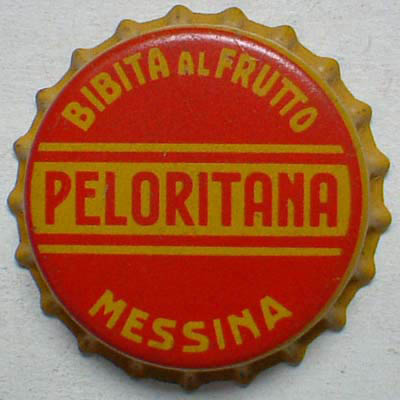 BIBITA AL FRUTTO
PELORITANA
MESSINA